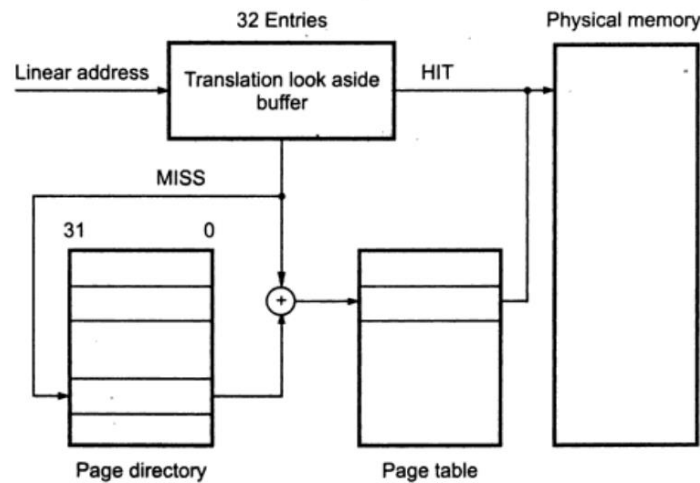 32 Entries
Physical memory
Linear address
Translation look aside
buffer
HIT
MISS
31
0
+
Page directory
Page table